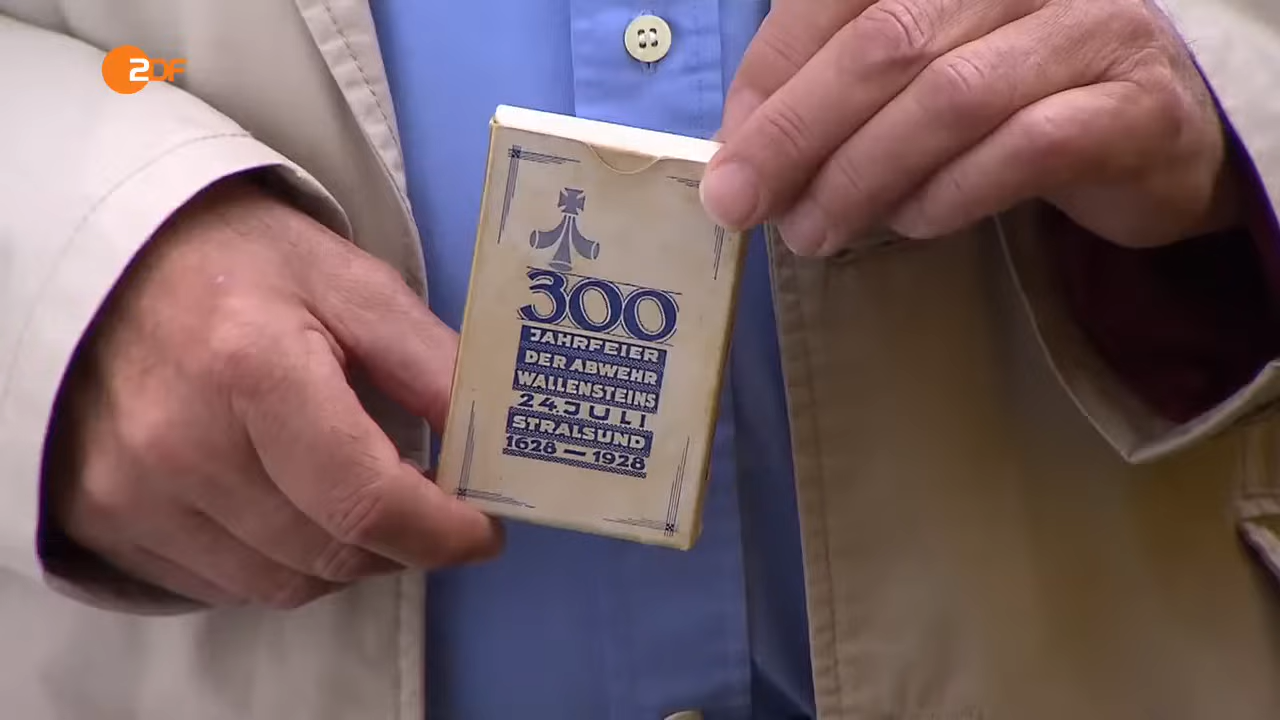 2DF
300
JAHRFEIER
DER ABWEHR
WALLENSTEINS
24.JULI
STRALSUND
1628 — 1928